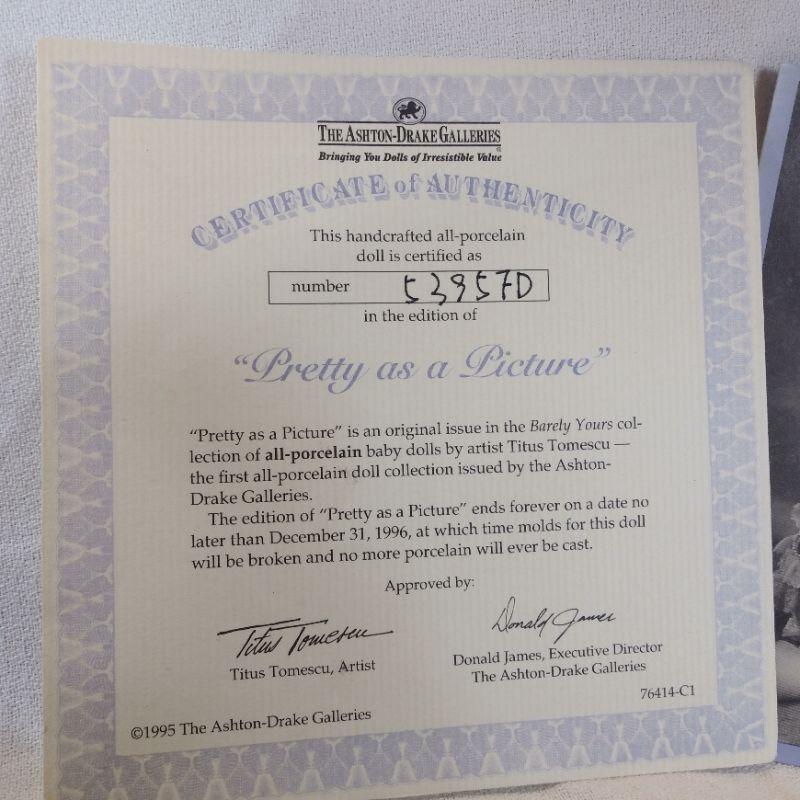 THE ASHTON-DRAKE GALLERIES
Bringing You Dolls of Irresistible Value
CERTIFICATE of AUTHENTICITY
This handcrafted all-porcelain
doll is certified as
number 53957D
in the edition of
“Pretty as a Picture”
“Pretty as a Picture” is an original issue in the Barely Yours col-
lection of all-porcelain baby dolls by artist Titus Tomescu —
the first all-porcelain doll collection issued by the Ashton-
Drake Galleries.
The edition of “Pretty as a Picture” ends forever on a date no
later than December 31, 1996, at which time molds for this doll
will be broken and no more porcelain will ever be cast.
Approved by:
Titus Tomescu
Donald James
Titus Tomescu, Artist
Donald James, Executive Director
The Ashton-Drake Galleries
76414-C1
©1995 The Ashton-Drake Galleries